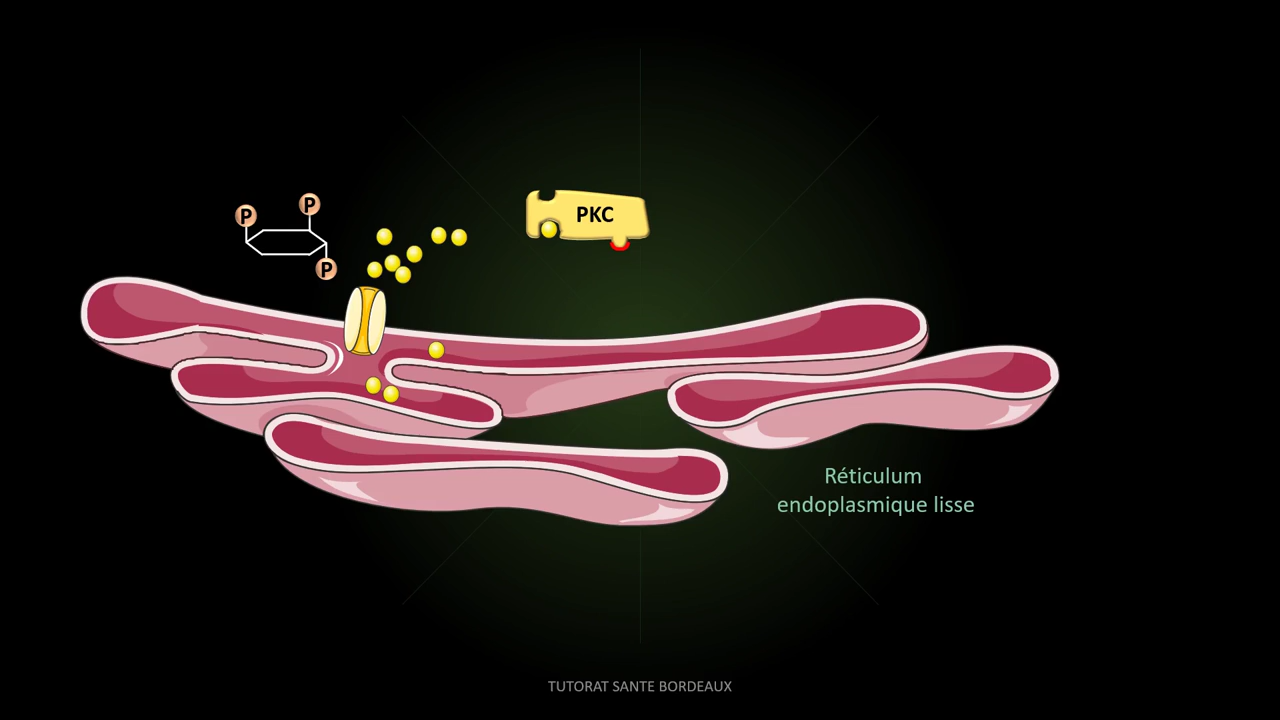 P
P
P
PKC
Réticulum
endoplasmique lisse
TUTORAT SANTE BORDEAUX